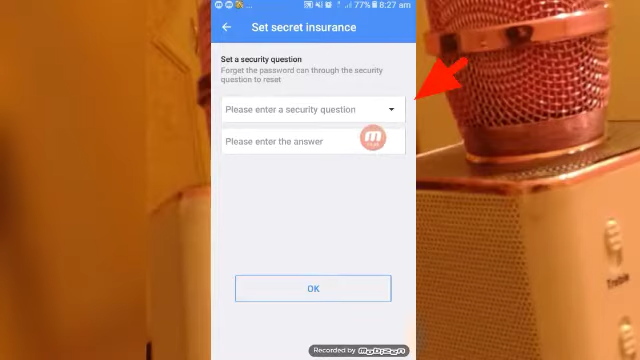 77% 8:27 am
Set secret insurance
Set a security question
Forget the password can through the security
question to reset
Please enter a security question
Please enter the answer
OK
Treble
Recorded by MOBIZEN